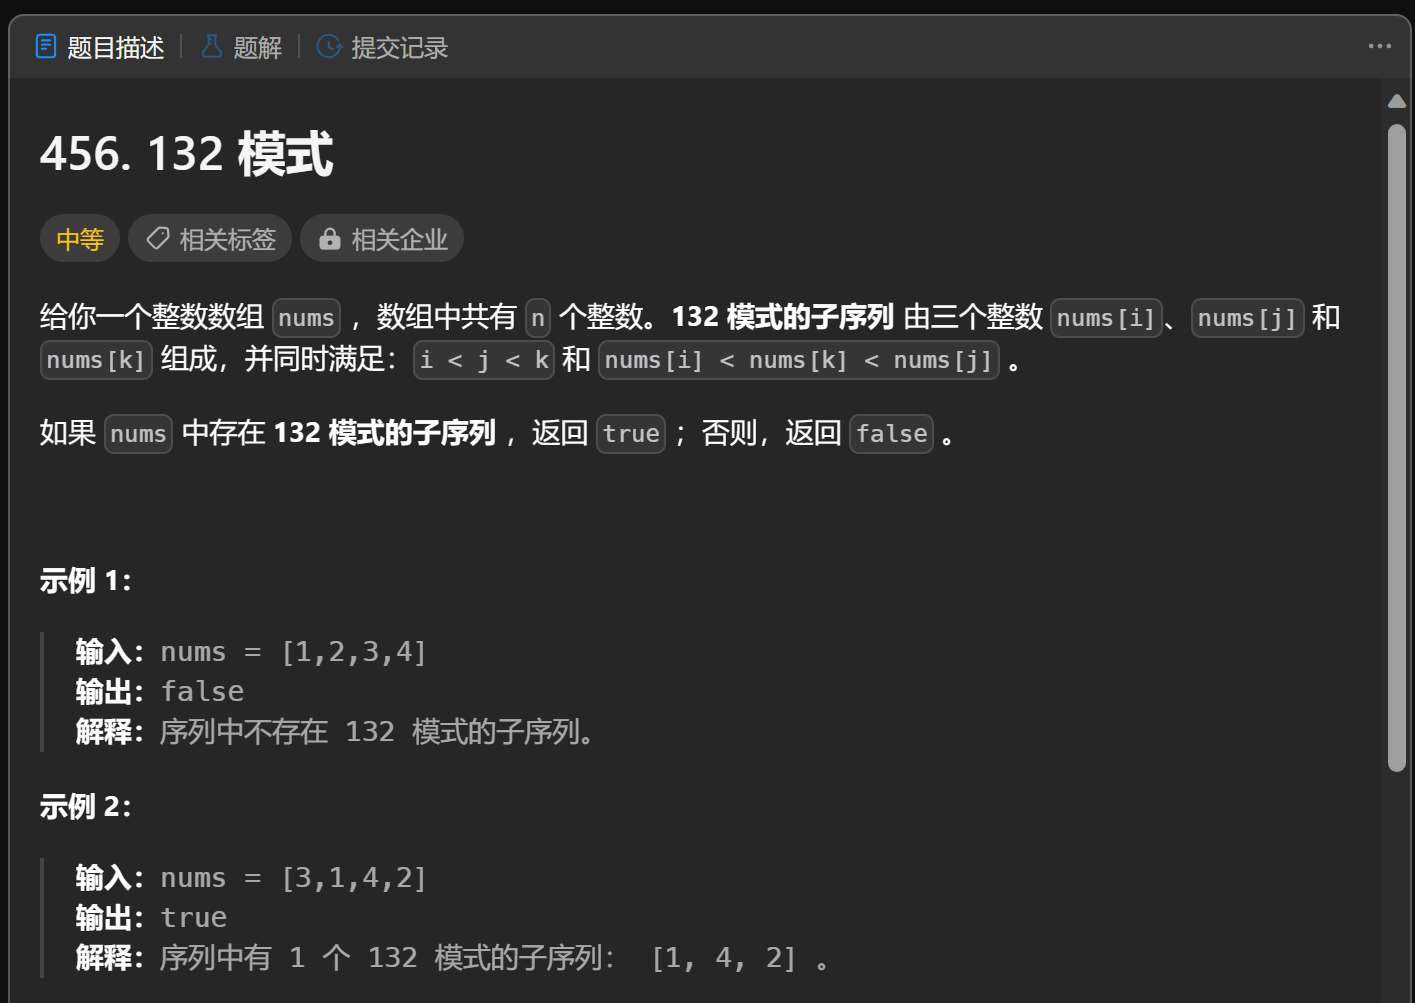 题目描述 题解 提交记录
456. 132 模式
中等 相关标签 相关企业
给你一个整数数组 nums ，数组中共有 n 个整数。132 模式的子序列 由三个整数 nums[i]、nums[j] 和
nums[k] 组成，并同时满足：i < j < k 和 nums[i] < nums[k] < nums[j] 。
如果 nums 中存在 132 模式的子序列 ，返回 true ；否则，返回 false 。
示例 1：
输入：nums = [1,2,3,4]
输出：false
解释：序列中不存在 132 模式的子序列。
示例 2：
输入：nums = [3,1,4,2]
输出：true
解释：序列中有 1 个 132 模式的子序列： [1, 4, 2] 。